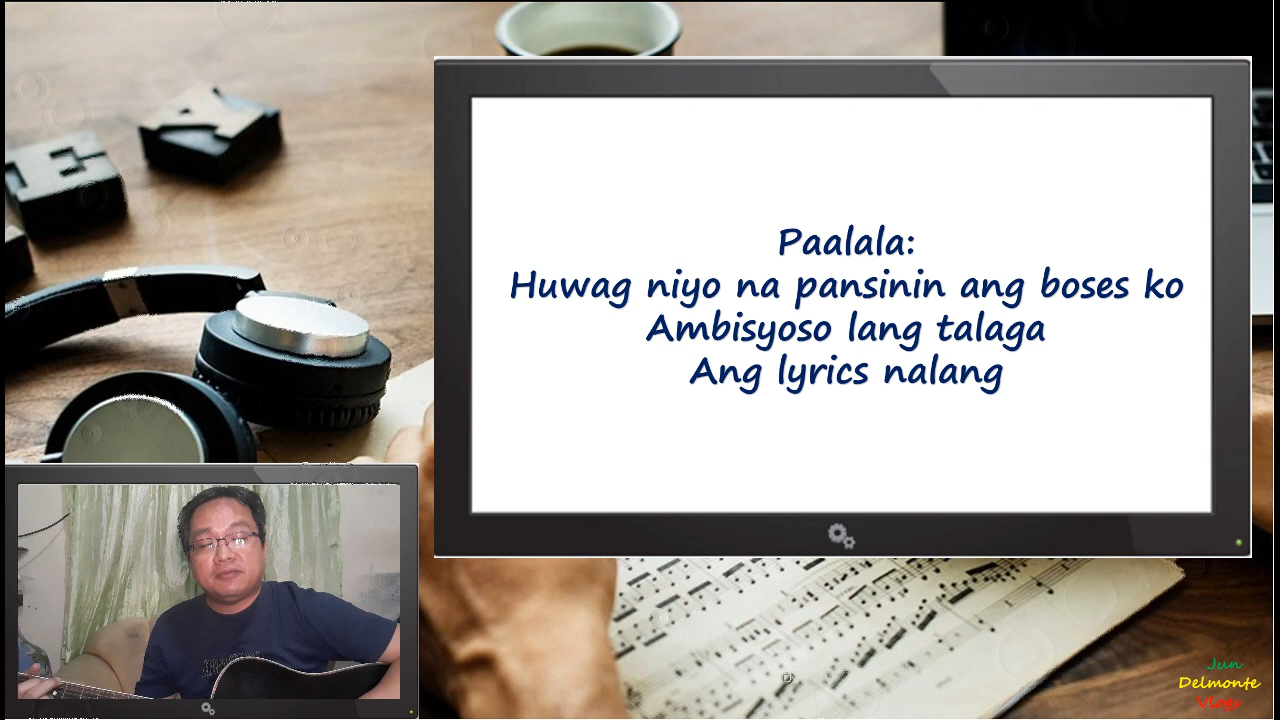 Paalala:
Huwag niyo na pansinin ang boses ko
Ambisyoso lang talaga
Ang lyrics nalang
Jun
Delmonte
Vlogs